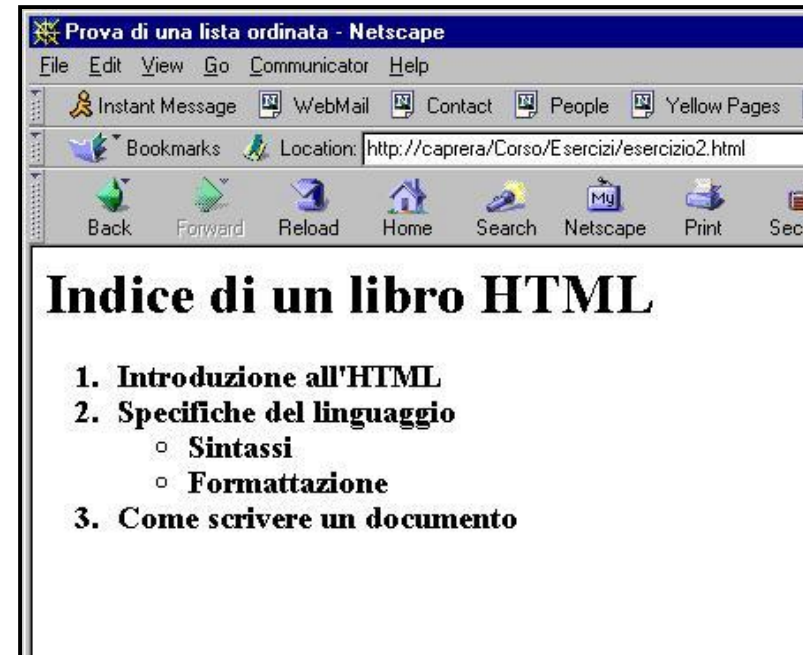 Prova di una lista ordinata - Netscape
File Edit View Go Communicator Help
Instant Message WebMail Contact People Yellow Pages
Bookmarks Location: http://caprera/Corso/Esercizi/esercizio2.html
My
Back Forward Reload Home Search Netscape Print
Indice di un libro HTML
1. Introduzione all'HTML
2. Specifiche del linguaggio
Sintassi
Formattazione
3. Come scrivere un documento